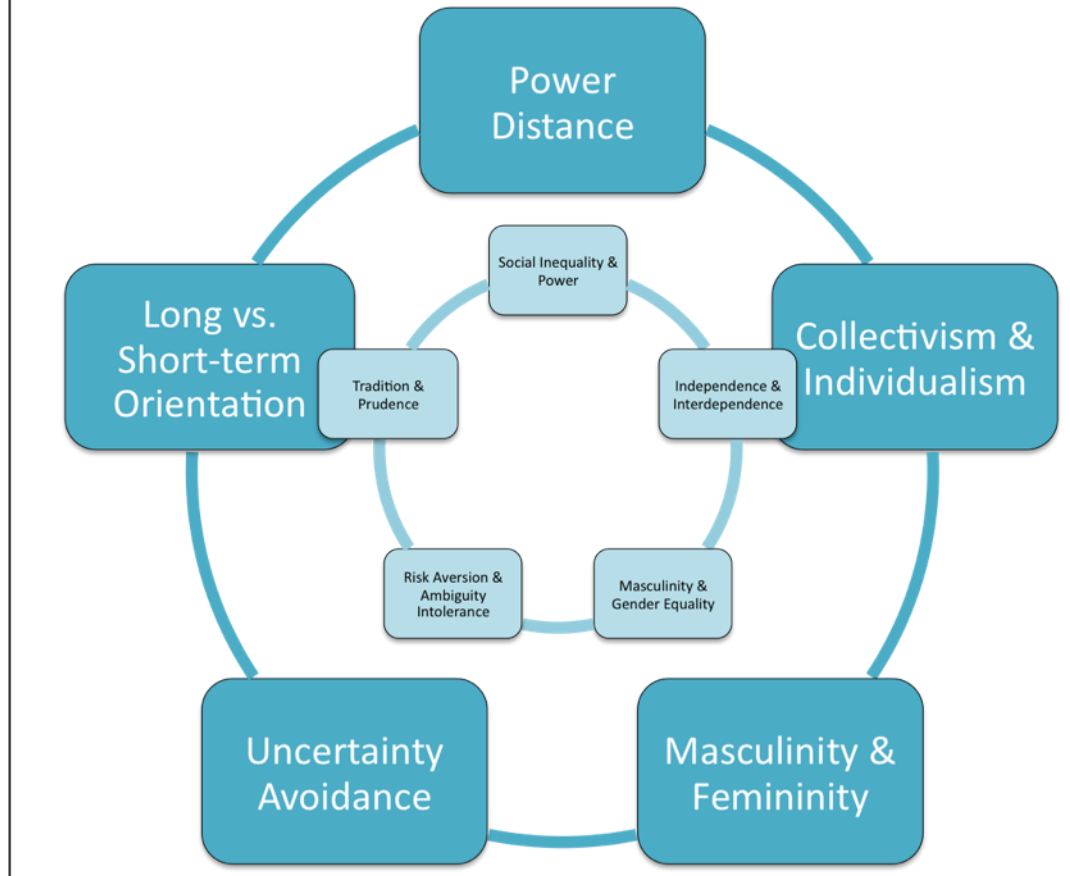 Power
Distance
Social Inequality &
Power
Long vs.
Short-term
Orientation
Tradition &
Prudence
Independence &
Interdependence
Collectivism &
Individualism
Risk Aversion &
Ambiguity
Intolerance
Masculinity &
Gender Equality
Uncertainty
Avoidance
Masculinity &
Femininity